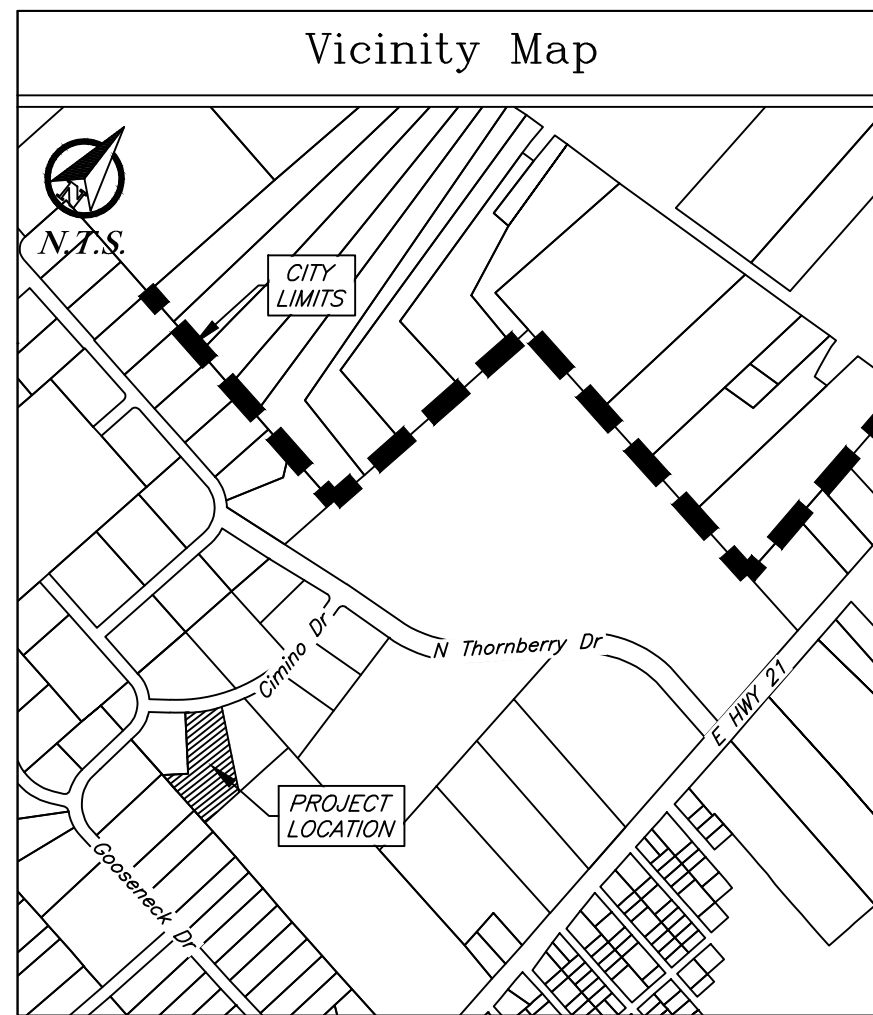 Vicinity Map
N
N.T.S.
CITY
LIMITS
N Thornberry Dr
Cimino Dr
E HWY 21
PROJECT
LOCATION
Gooseneck Dr